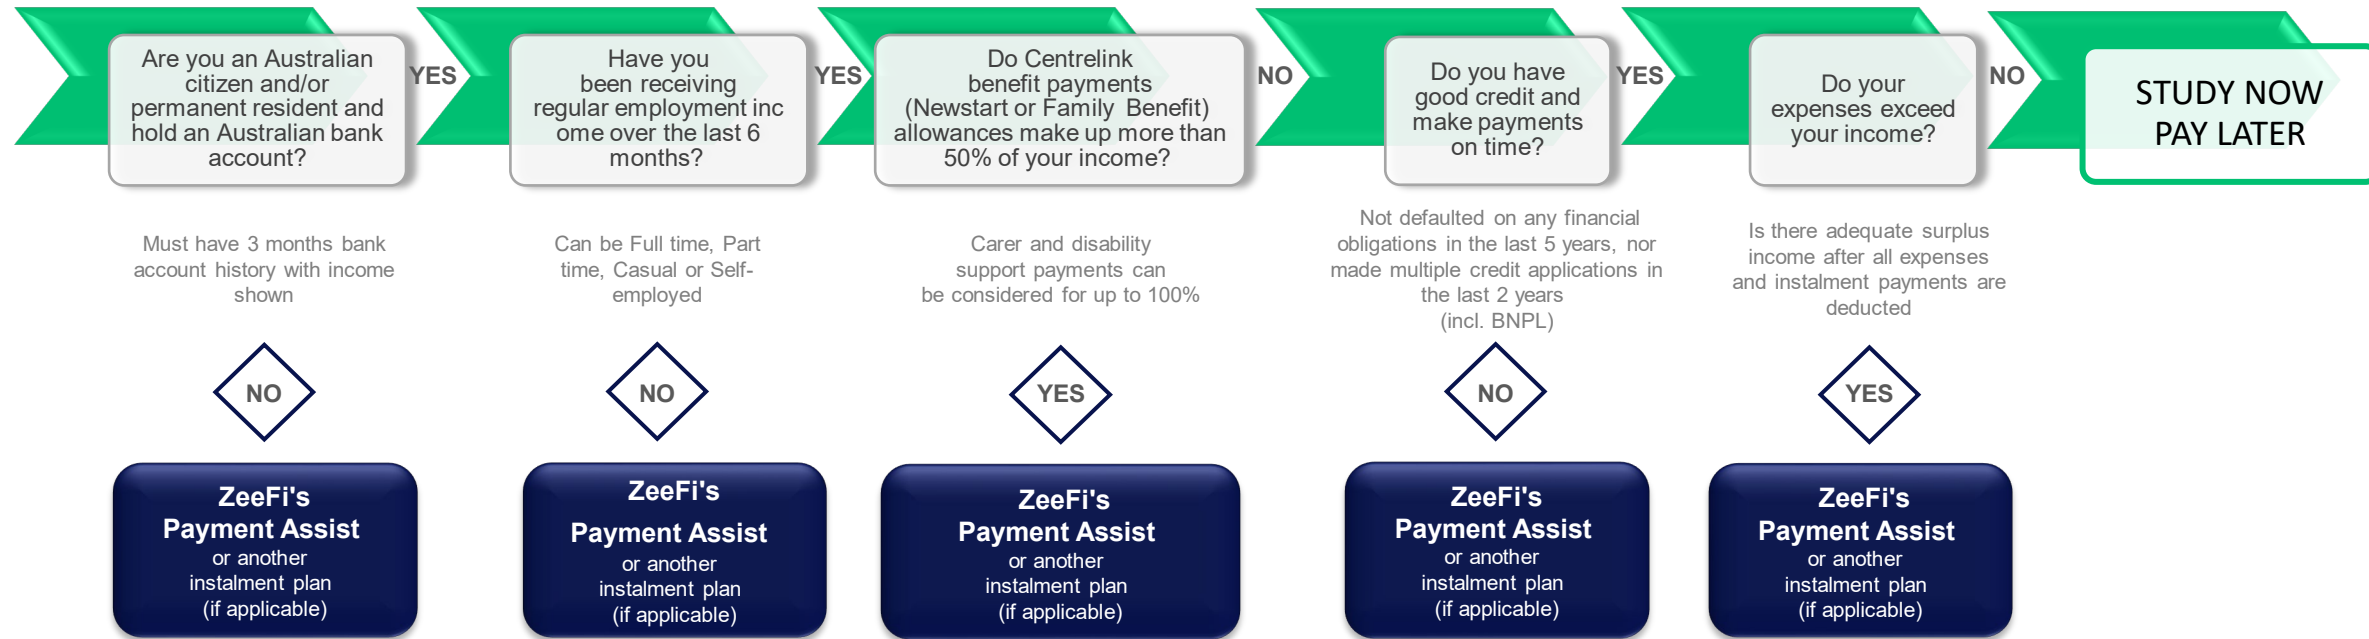 Are you an Australian
citizen and/or
permanent resident and
hold an Australian bank
account?
YES
Have you
been receiving
regular employment inc
ome over the last 6
months?
YES
Do Centrelink
benefit payments
(Newstart or Family Benefit)
allowances make up more than
50% of your income?
NO
Do you have
good credit and
make payments
on time?
YES
Do your
expenses exceed
your income?
NO
STUDY NOW
PAY LATER
Must have 3 months bank
account history with income
shown
Can be Full time, Part
time, Casual or Self-
employed
Carer and disability
support payments can
be considered for up to 100%
Not defaulted on any financial
obligations in the last 5 years, nor
made multiple credit applications in
the last 2 years
(incl. BNPL)
Is there adequate surplus
income after all expenses
and instalment payments are
deducted
NO
NO
YES
NO
YES
ZeeFi's
Payment Assist
or another
instalment plan
(if applicable)
ZeeFi's
Payment Assist
or another
instalment plan
(if applicable)
ZeeFi's
Payment Assist
or another
instalment plan
(if applicable)
ZeeFi's
Payment Assist
or another
instalment plan
(if applicable)
ZeeFi's
Payment Assist
or another
instalment plan
(if applicable)